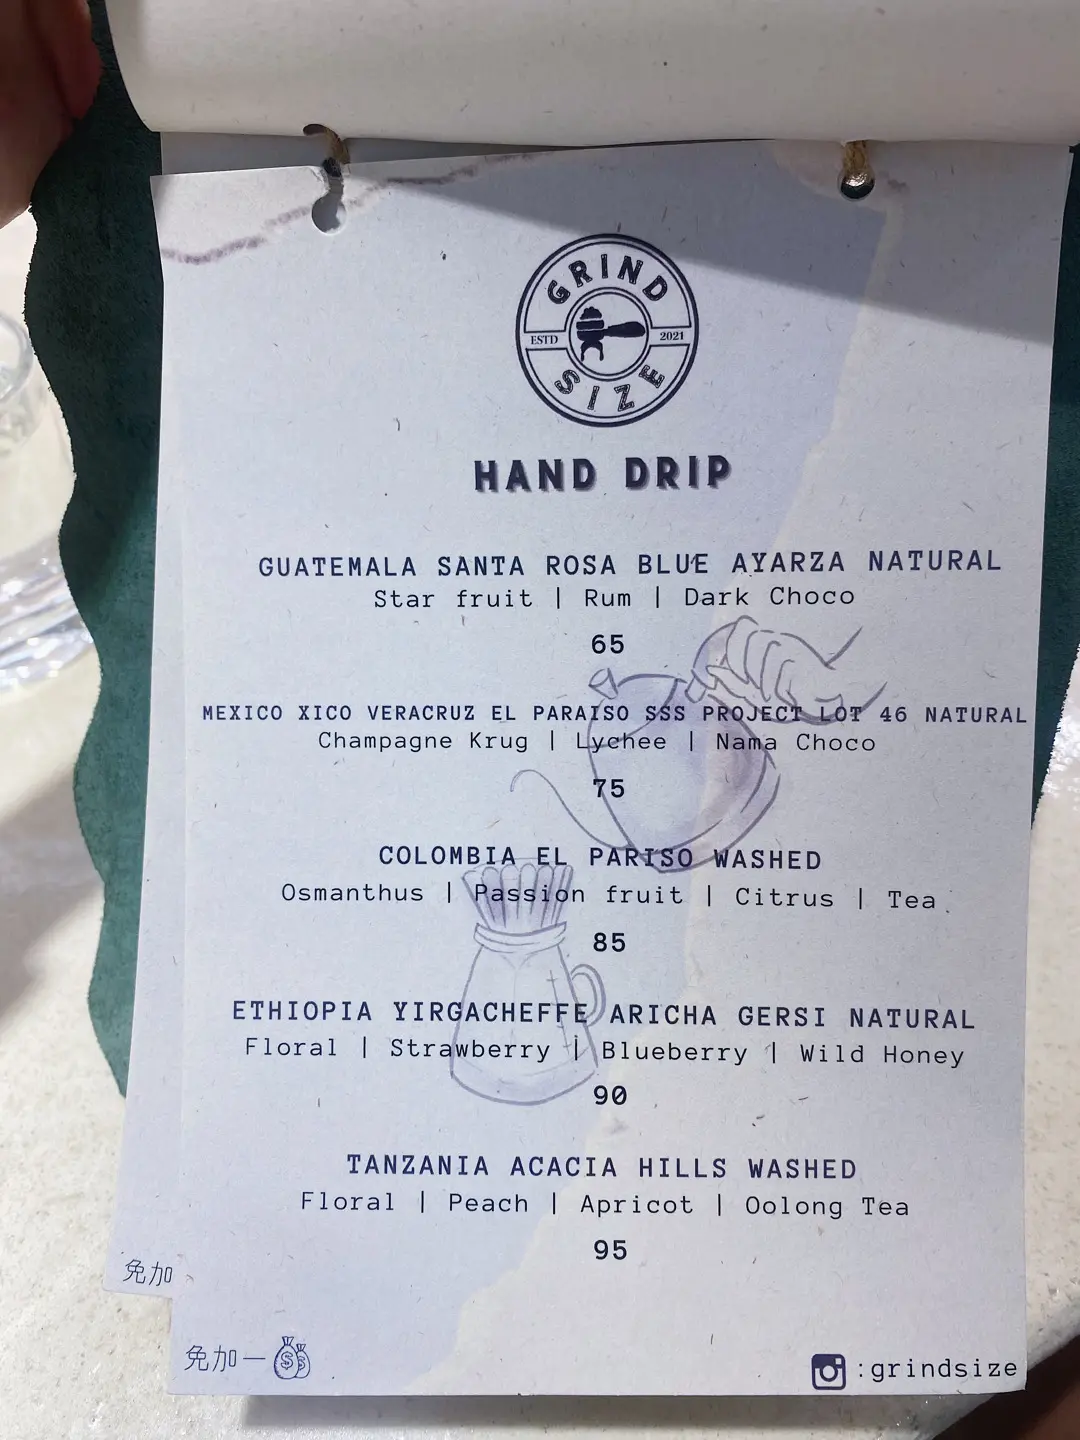 GRIND
ESTD 2021
SIZE
HAND DRIP
GUATEMALA SANTA ROSA BLUE AYARZA NATURAL
Star fruit | Rum | Dark Choco
65
MEXICO XICO VERACRUZ EL PARAISO SSS PROJECT LOT 46 NATURAL
Champagne Krug | Lychee | Nama Choco
75
COLOMBIA EL PARISO WASHED
Osmanthus | Passion fruit | Citrus | Tea
85
ETHIOPIA YIRGACHEFFE ARICHA GERSI NATURAL
Floral | Strawberry | Blueberry | Wild Honey
90
TANZANIA ACACIA HILLS WASHED
Floral | Peach | Apricot | Oolong Tea
95
免加
免加一
:grindsize